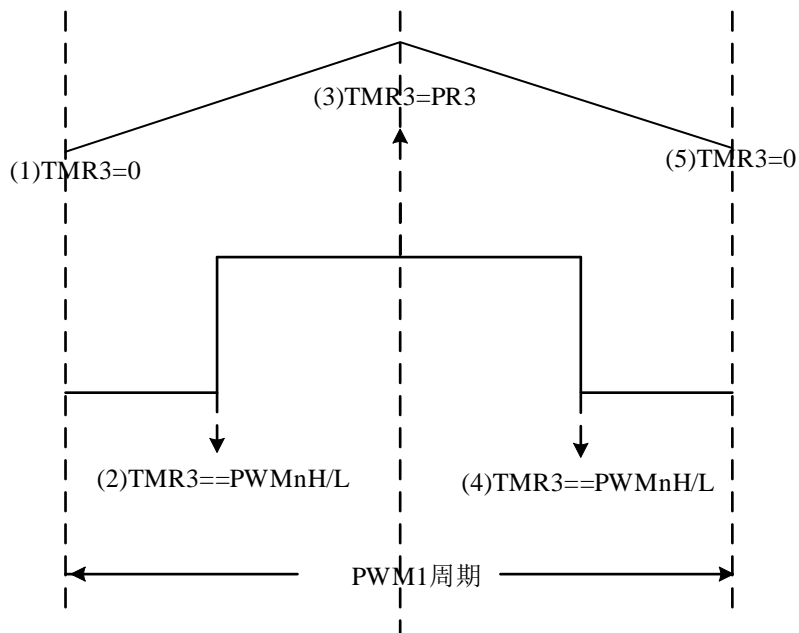 (3)TMR3=PR3
(1)TMR3=0
(5)TMR3=0
(2)TMR3==PWMnH/L
(4)TMR3==PWMnH/L
PWM1周期